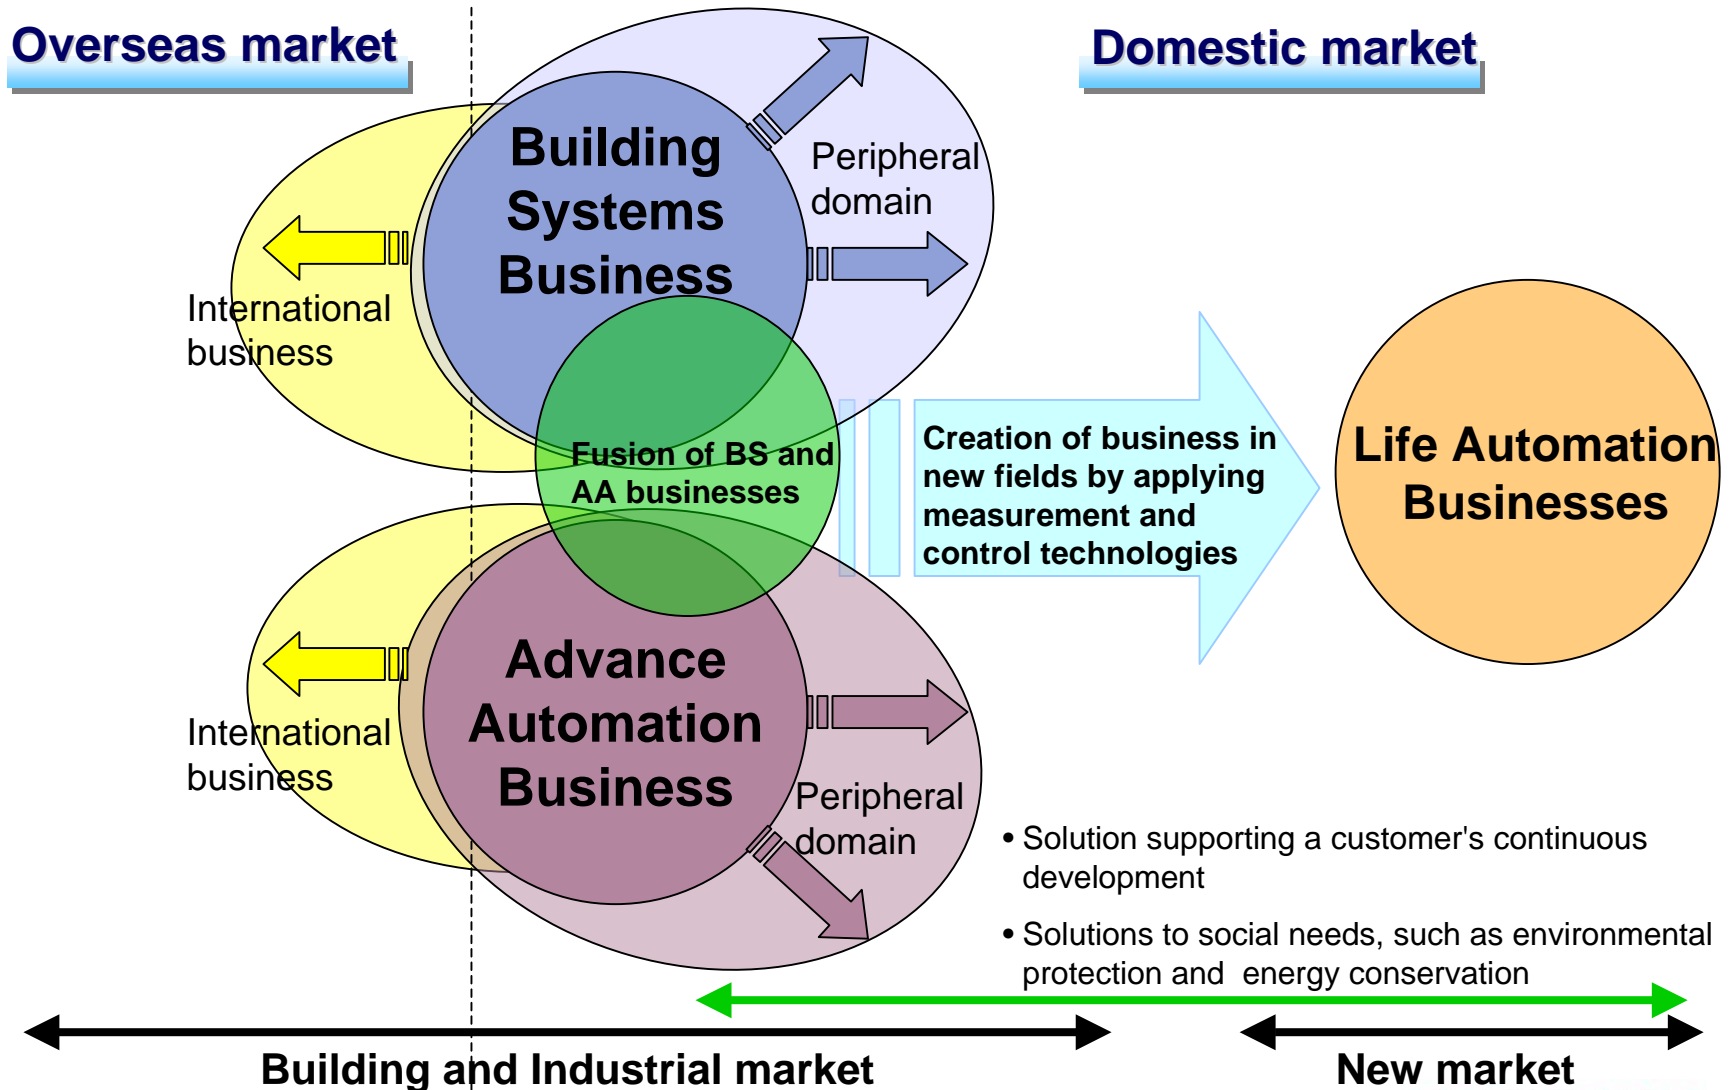 Overseas market
Domestic market
Building
Systems
Business
Peripheral
domain
International
business
Fusion of BS and
AA businesses
Creation of business in
new fields by applying
measurement and
control technologies
Life Automation
Businesses
Advance
Automation
Business
International
business
Peripheral
domain
• Solution supporting a customer's continuous
development
• Solutions to social needs, such as environmental
protection and energy conservation
Building and Industrial market
New market